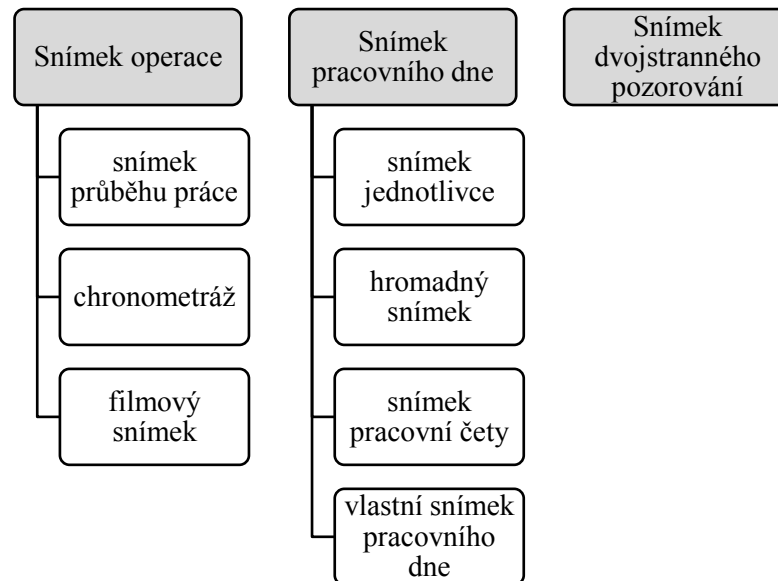 Snímek operace
snímek
průběhu práce
chronometráž
filmový
snímek
Snímek
pracovního dne
snímek
jednotlivce
hromadný
snímek
snímek
pracovní čety
vlastní snímek
pracovního
dne
Snímek
dvojstranného
pozorování